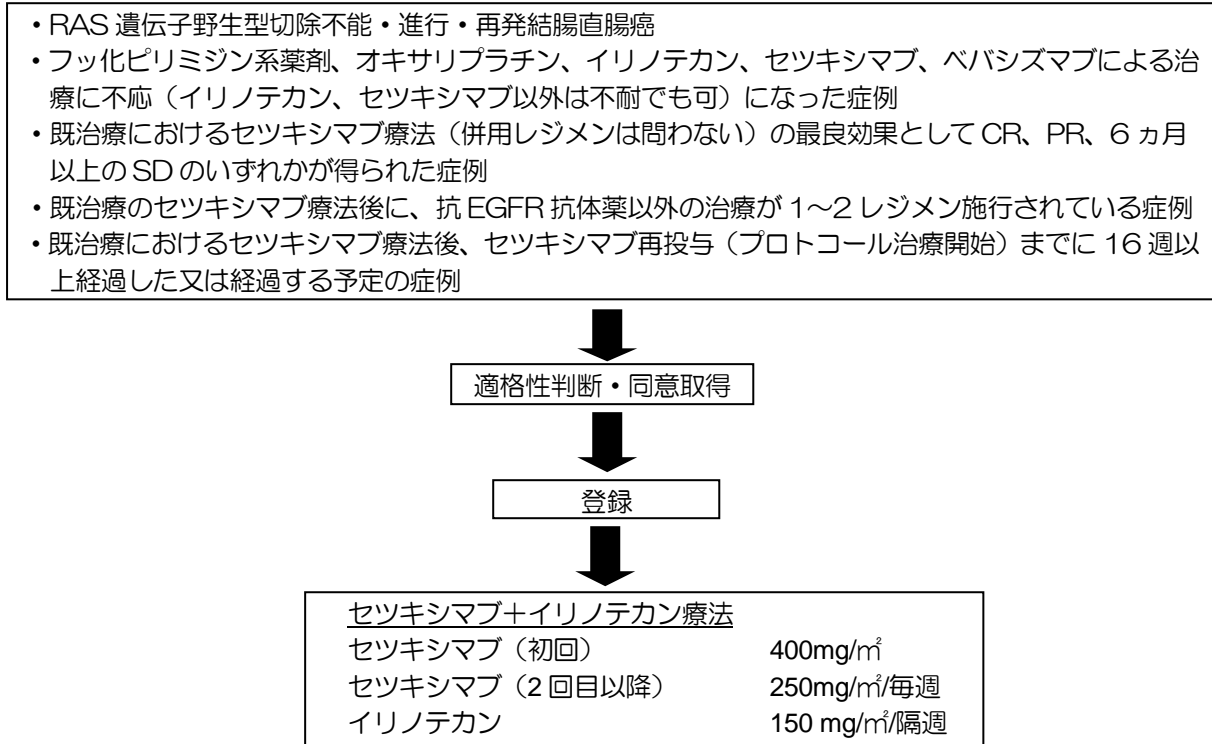 ・RAS 遺伝子野生型切除不能・進行・再発結腸直腸癌
・フッ化ピリミジン系薬剤、オキサリプラチン、イリノテカン、セツキシマブ、ベバシズマブによる治
療に不応（イリノテカン、セツキシマブ以外は不耐でも可）になった症例
・既治療におけるセツキシマブ療法（併用レジメンは問わない）の最良効果として CR、PR、6 ヵ月
以上の SD のいずれかが得られた症例
・既治療のセツキシマブ療法後に、抗 EGFR 抗体薬以外の治療が 1～2 レジメン施行されている症例
・既治療におけるセツキシマブ療法後、セツキシマブ再投与（プロトコール治療開始）までに 16 週以
上経過した又は経過する予定の症例
適格性判断・同意取得
登録
セツキシマブ＋イリノテカン療法
セツキシマブ（初回） 400mg/㎡
セツキシマブ（2 回目以降） 250mg/㎡/毎週
イリノテカン 150 mg/㎡/隔週